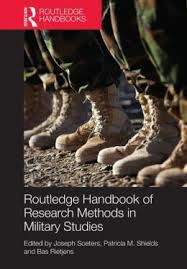 ROUTLEDGE
HANDBOOKS
Routledge Handbook of
Research Methods in
Military Studies
Edited by Joseph Soeters, Patricia M. Shields
and Bas Rietjens